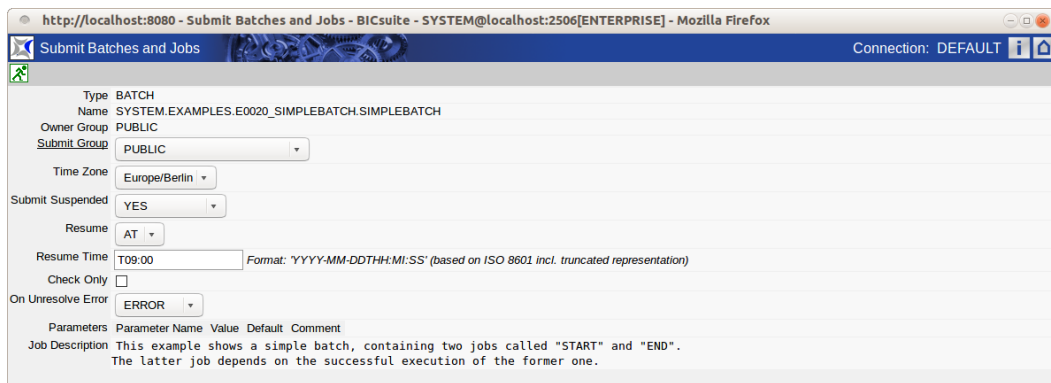 http://localhost:8080 - Submit Batches and Jobs - BICsuite - SYSTEM@localhost:2506[ENTERPRISE] - Mozilla Firefox
Submit Batches and Jobs Connection: DEFAULT
Type BATCH
Name SYSTEM.EXAMPLES.E0020_SIMPLEBATCH.SIMPLEBATCH
Owner Group PUBLIC
Submit Group PUBLIC
Time Zone Europe/Berlin
Submit Suspended YES
Resume AT
Resume Time T09:00 Format: 'YYYY-MM-DDTHH:MI:SS' (based on ISO 8601 incl. truncated representation)
Check Only
On Unresolve Error ERROR
Parameters Parameter Name Value Default Comment
Job Description This example shows a simple batch, containing two jobs called "START" and "END".
The latter job depends on the successful execution of the former one.